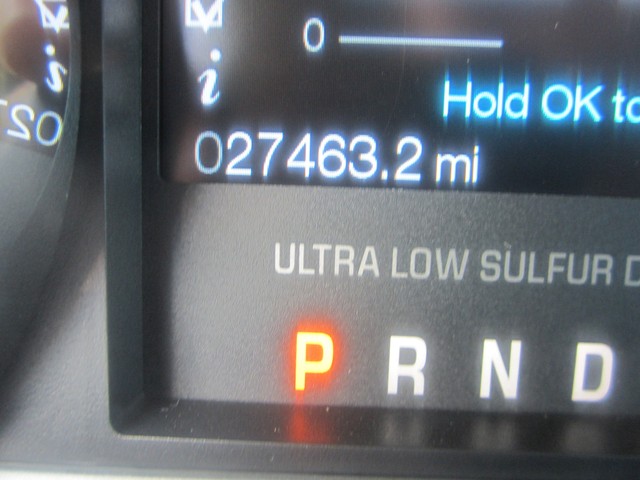 0
i
Hold OK to
027463.2 mi
ULTRA LOW SULFUR D
P R N D